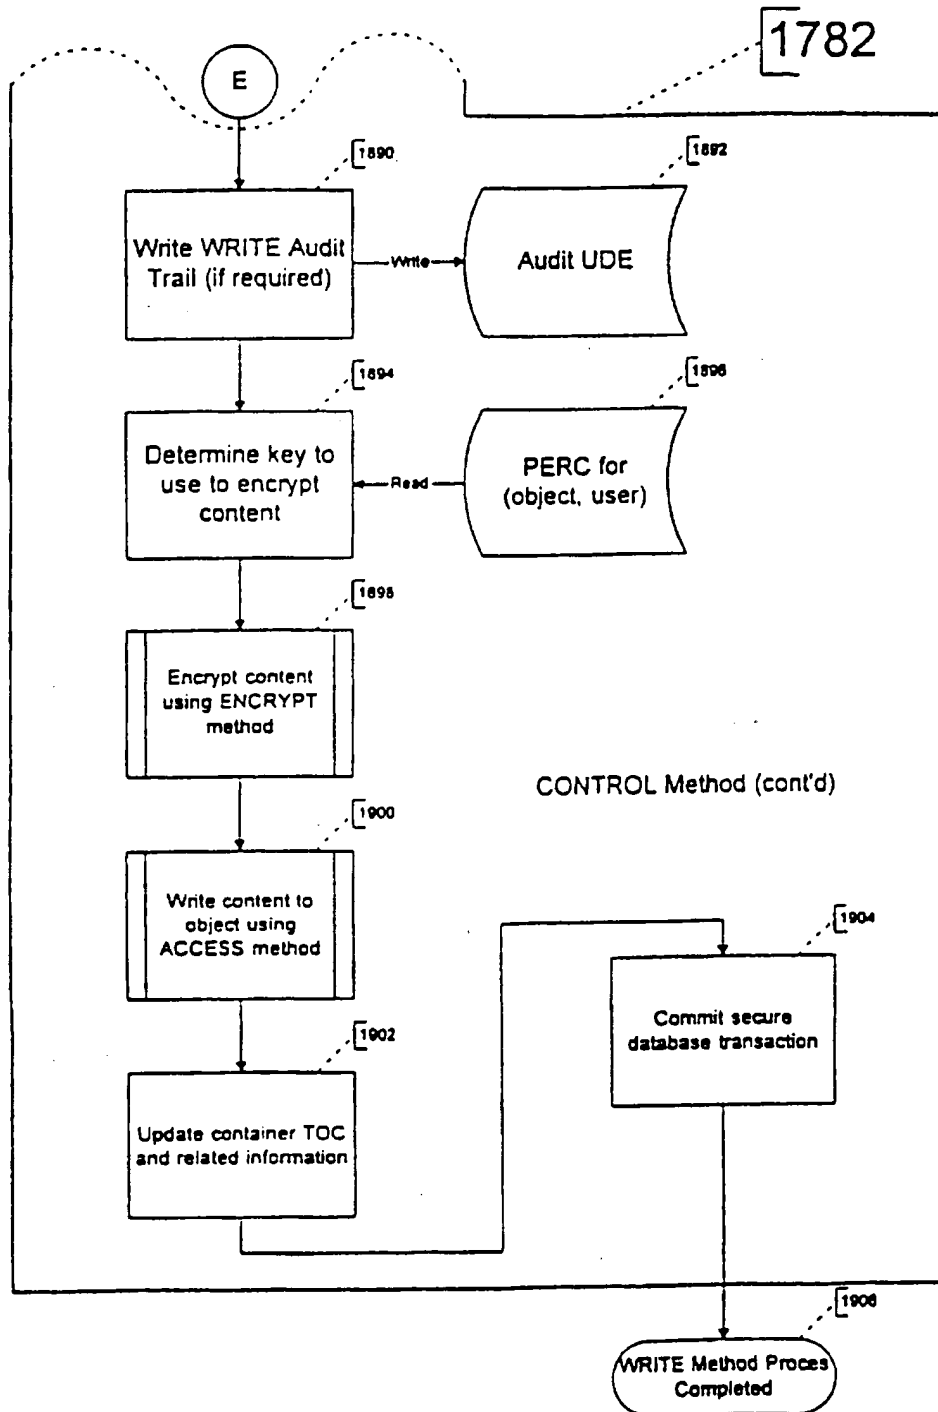 1782
E
1890
Write WRITE Audit
Trail (if required)
Write
1892
Audit UDE
1894
Determine key to
use to encrypt
content
Read
1896
PERC for
(object, user)
1898
Encrypt content
using ENCRYPT
method
CONTROL Method (cont'd)
1900
Write content to
object using
ACCESS method
1902
Update container TOC
and related information
1904
Commit secure
database transaction
1906
WRITE Method Proces
Completed